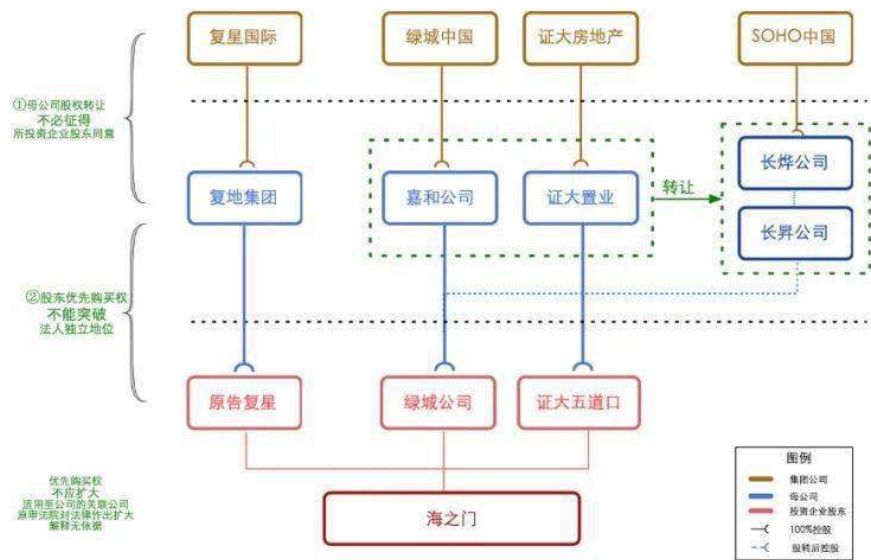 复星国际
绿城中国
证大房地产
SOHO中国
①母公司股权转让
不必征得
所投资企业股东同意
复地集团
嘉和公司
证大置业
转让
长烨公司
长昇公司
②股东优先购买权
不能突破
法人独立地位
原告复星
绿城公司
证大五道口
优先购买权
不应扩大
适用至公司的关联公司
原审法院对法律作出扩大
解释无依据
海之门
图例
集团公司
母公司
投资企业股东
100%控股
股转后控股